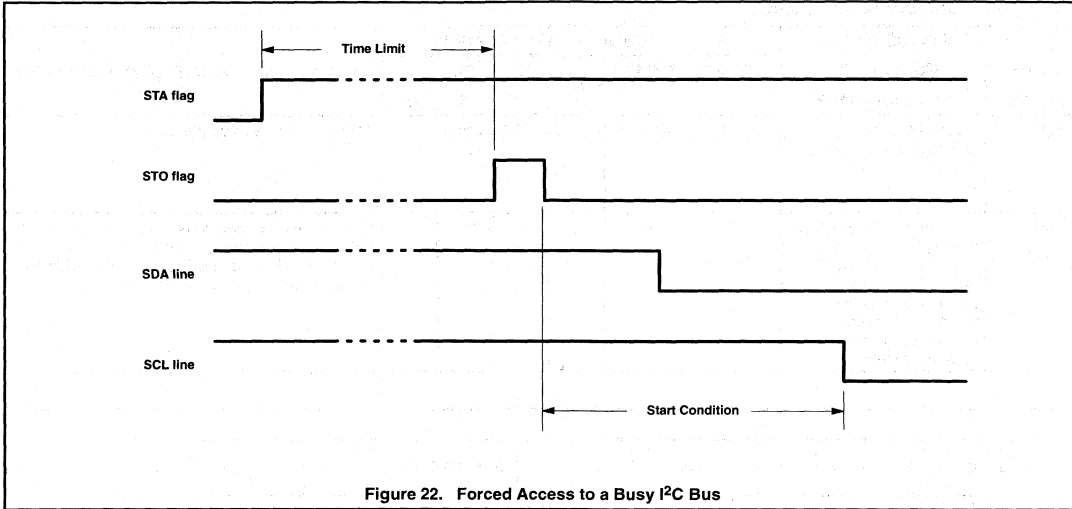 Time Limit
STA flag
STO flag
SDA line
SCL line
Start Condition
Figure 22. Forced Access to a Busy I²C Bus